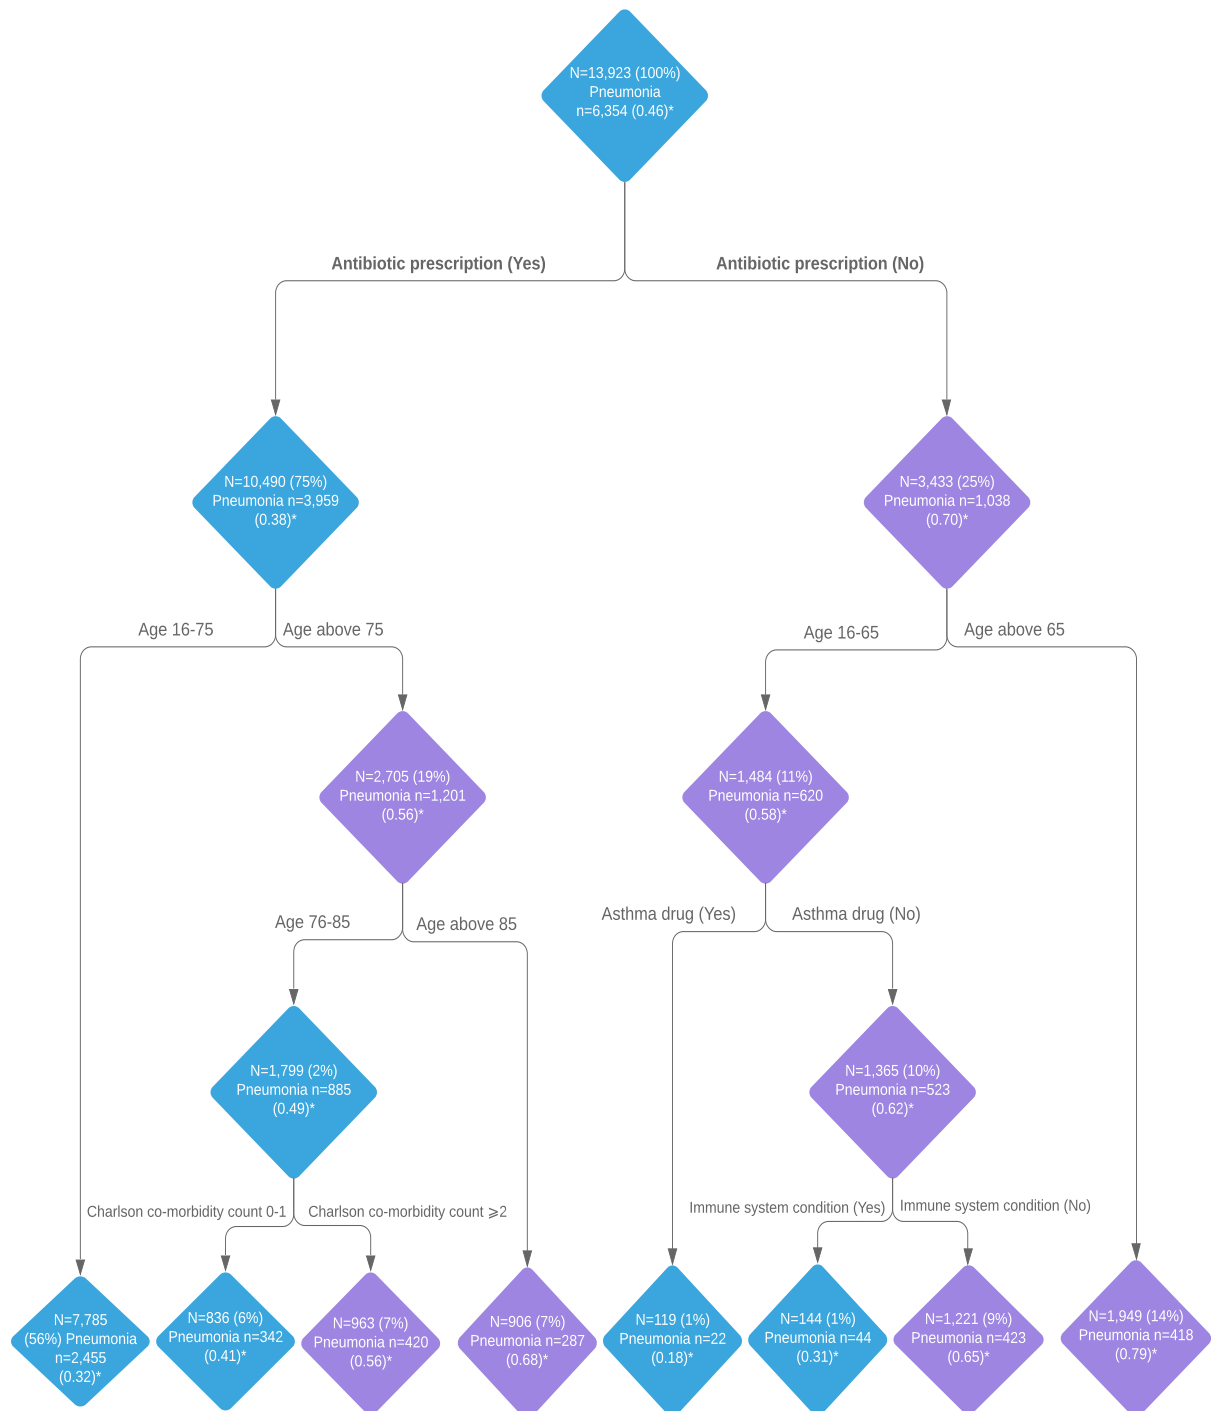 N=13,923 (100%)
Pneumonia
n=6,354 (0.46)*
Antibiotic prescription (Yes)
Antibiotic prescription (No)
N=10,490 (75%)
Pneumonia n=3,959
(0.38)*
N=3,433 (25%)
Pneumonia n=1,038
(0.70)*
Age 16-75
Age above 75
Age 16-65
Age above 65
N=2,705 (19%)
Pneumonia n=1,201
(0.56)*
N=1,484 (11%)
Pneumonia n=620
(0.58)*
Age 76-85
Age above 85
Asthma drug (Yes)
Asthma drug (No)
N=1,799 (2%)
Pneumonia n=885
(0.49)*
N=1,365 (10%)
Pneumonia n=523
(0.62)*
Charlson co-morbidity count 0-1
Charlson co-morbidity count ⩾2
Immune system condition (Yes)
Immune system condition (No)
N=7,785
(56%) Pneumonia
n=2,455
(0.32)*
N=836 (6%)
Pneumonia n=342
(0.41)*
N=963 (7%)
Pneumonia n=420
(0.56)*
N=906 (7%)
Pneumonia n=287
(0.68)*
N=119 (1%)
Pneumonia n=22
(0.18)*
N=144 (1%)
Pneumonia n=44
(0.31)*
N=1,221 (9%)
Pneumonia n=423
(0.65)*
N=1,949 (14%)
Pneumonia n=418
(0.79)*